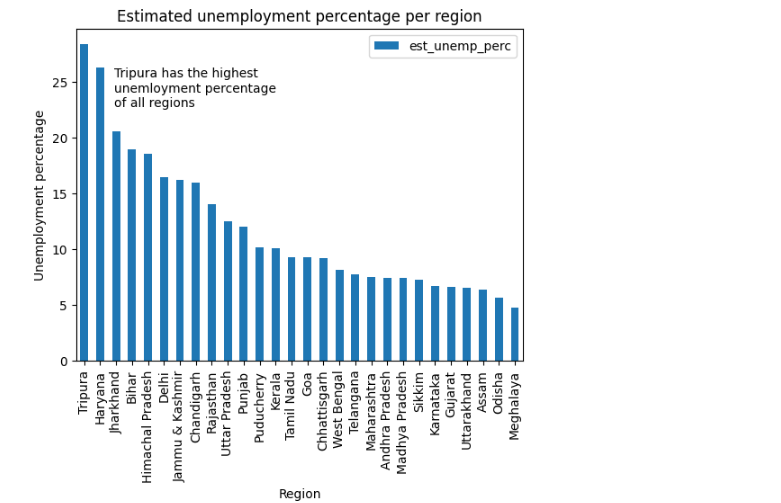 Estimated unemployment percentage per region
est_unemp_perc
Tripura has the highest
unemloyment percentage
of all regions
Unemployment percentage
25
20
15
10
5
0
Tripura
Haryana
Jharkhand
Bihar
Himachal Pradesh
Delhi
Jammu & Kashmir
Chandigarh
Rajasthan
Uttar Pradesh
Punjab
Puducherry
Kerala
Tamil Nadu
Goa
Chhattisgarh
West Bengal
Telangana
Maharashtra
Andhra Pradesh
Madhya Pradesh
Sikkim
Karnataka
Gujarat
Uttarakhand
Assam
Odisha
Meghalaya
Region